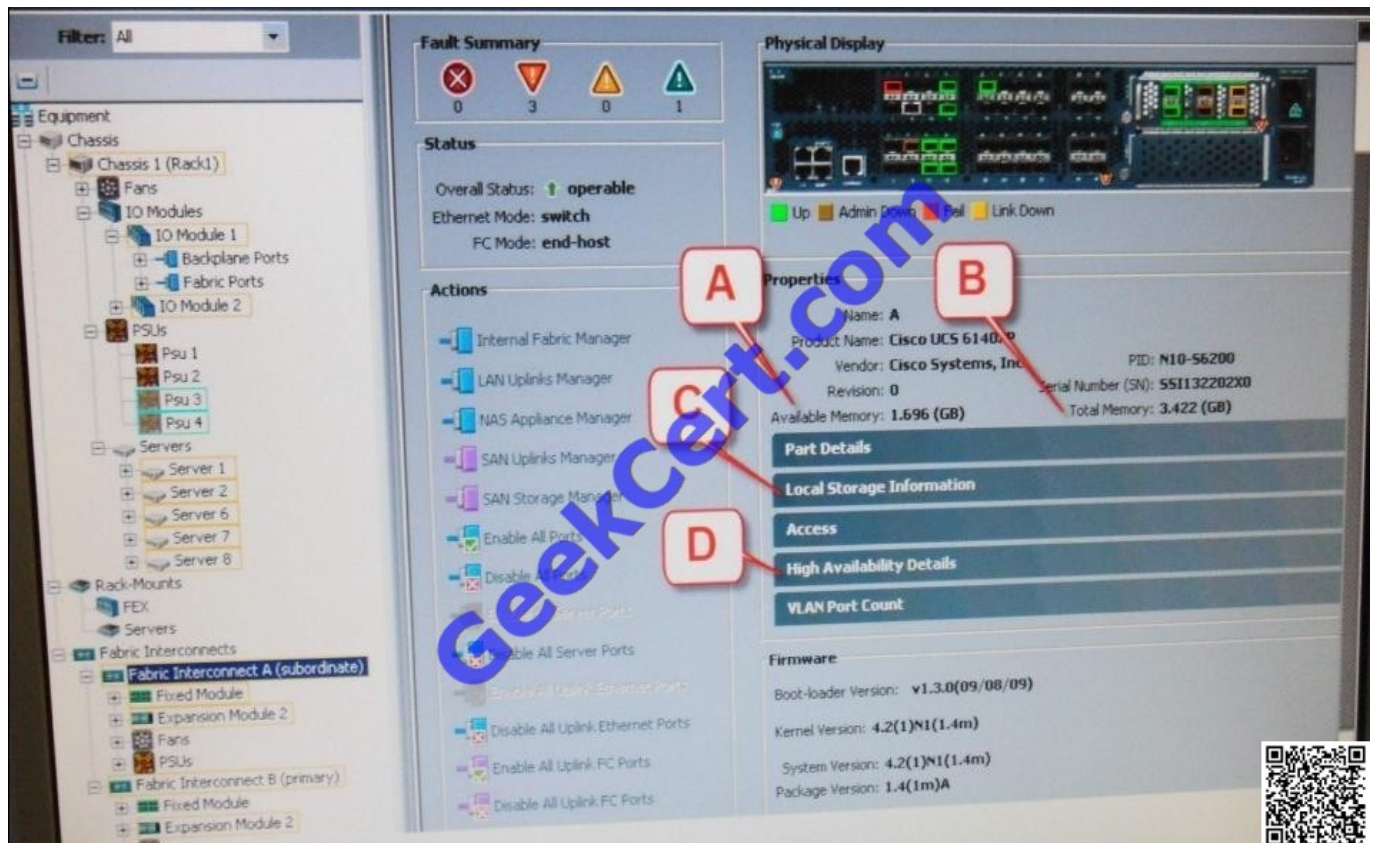 Filter: All
Equipment
Chassis
Chassis 1 (Rack1)
Fans
IO Modules
IO Module 1
Backplane Ports
Fabric Ports
IO Module 2
PSUs
Psu 1
Psu 2
Psu 3
Psu 4
Servers
Server 1
Server 2
Server 6
Server 7
Server 8
Rack-Mounts
FEX
Servers
Fabric Interconnects
Fabric Interconnect A (subordinate)
Fixed Module
Expansion Module 2
Fans
PSUs
Fabric Interconnect B (primary)
Fixed Module
Expansion Module 2
Fault Summary
0 3 0 1
Status
Overall Status: operable
Ethernet Mode: switch
FC Mode: end-host
Actions
Internal Fabric Manager
LAN Uplinks Manager
NAS Appliance Manager
SAN Uplinks Manager
SAN Storage Manager
Enable All Ports
Disable All Ports
Server Ports
Disable All Server Ports
Enable All Uplink Ethernet Ports
Disable All Uplink Ethernet Ports
Enable All Uplink FC Ports
Disable All Uplink FC Ports
Physical Display
Up Admin Down Fail Link Down
A
B
C
D
Properties
Name: A
Product Name: Cisco UCS
Vendor: Cisco Systems, Inc
PID: N10-S6200
Revision: 0
Serial Number (SN): SSI132202X0
Available Memory: 1.696 (GB)
Total Memory: 3.422 (GB)
Part Details
Local Storage Information
Access
High Availability Details
VLAN Port Count
Firmware
Boot-loader Version: v1.3.0(09/08/09)
Kernel Version: 4.2(1)N1(1.4m)
System Version: 4.2(1)N1(1.4m)
Package Version: 1.4(1m)A
GeekCert.com